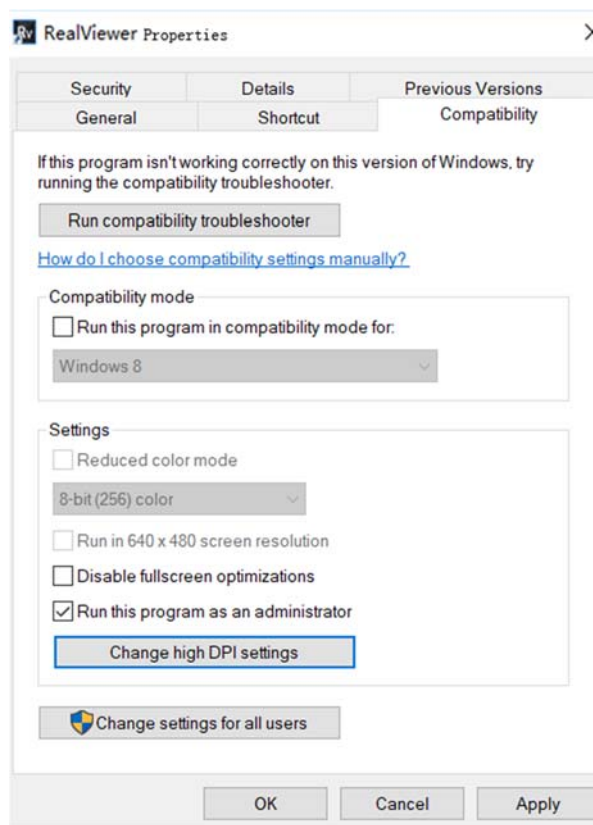 Rv RealViewer Properties
Security Details Previous Versions
General Shortcut Compatibility
If this program isn't working correctly on this version of Windows, try
running the compatibility troubleshooter.
Run compatibility troubleshooter
How do I choose compatibility settings manually?
Compatibility mode
Run this program in compatibility mode for:
Windows 8
Settings
Reduced color mode
8-bit (256) color
Run in 640 x 480 screen resolution
Disable fullscreen optimizations
Run this program as an administrator
Change high DPI settings
Change settings for all users
OK Cancel Apply